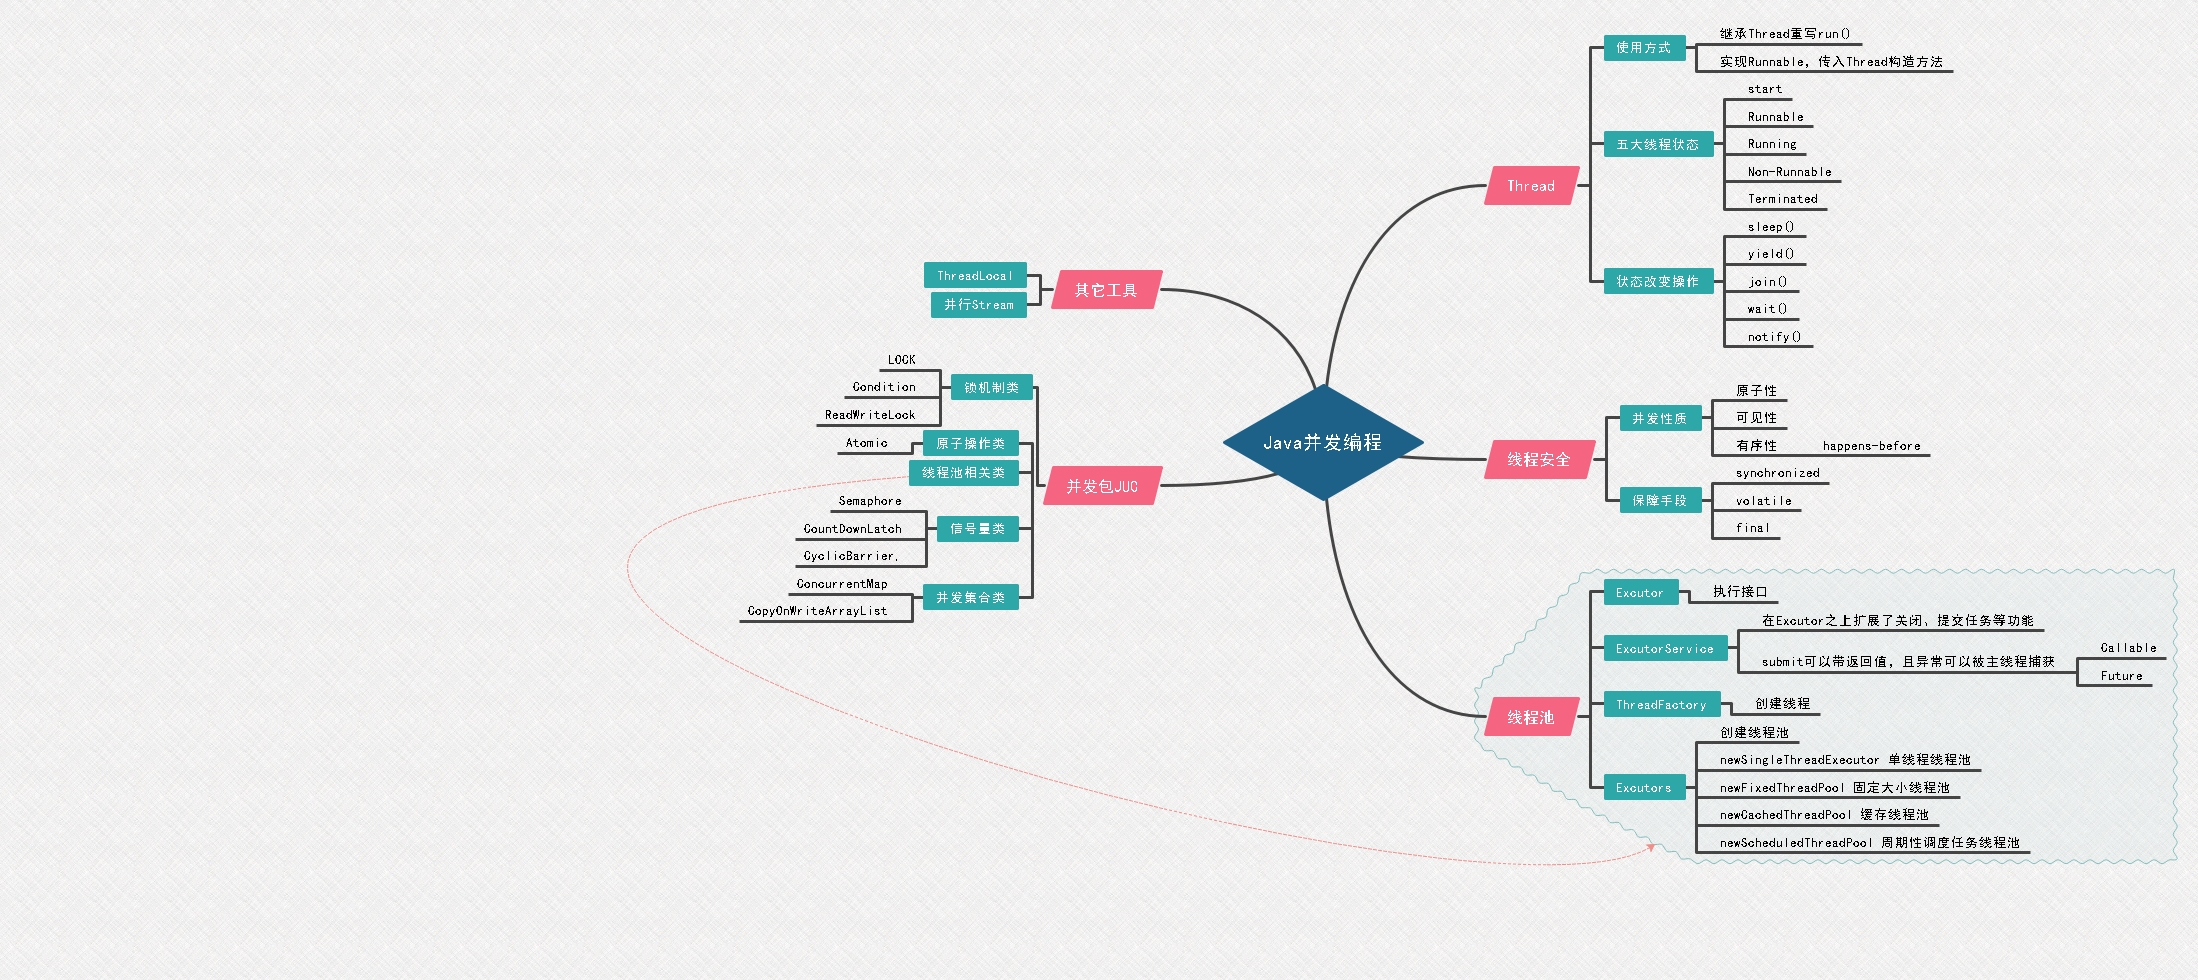 Java并发编程
Thread
使用方式
继承Thread重写run()
实现Runnable，传入Thread构造方法
五大线程状态
start
Runnable
Running
Non-Runnable
Terminated
状态改变操作
sleep()
yield()
join()
wait()
notify()
线程安全
并发性质
原子性
可见性
有序性
happens-before
保障手段
synchronized
volatile
final
线程池
Excutor
执行接口
ExcutorService
在Excutor之上扩展了关闭，提交任务等功能
submit可以带返回值，且异常可以被主线程捕获
Callable
Future
ThreadFactory
创建线程
Excutors
创建线程池
newSingleThreadExecutor 单线程线程池
newFixedThreadPool 固定大小线程池
newCachedThreadPool 缓存线程池
newScheduledThreadPool 周期性调度任务线程池
其它工具
ThreadLocal
并行Stream
并发包JUC
锁机制类
LOCK
Condition
ReadWriteLock
原子操作类
Atomic
线程池相关类
信号量类
Semaphore
CountDownLatch
CyclicBarrier.
并发集合类
ConcurrentMap
CopyOnWriteArrayList